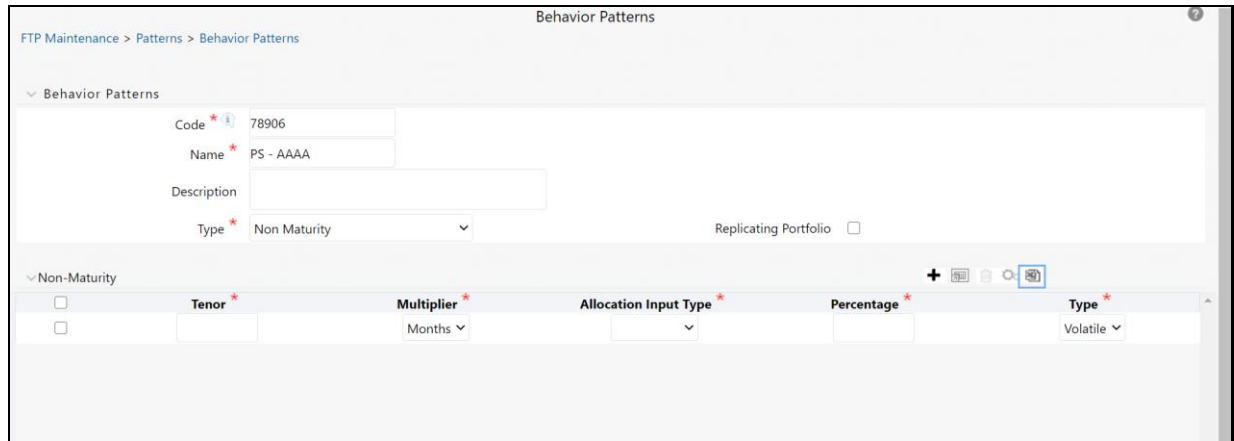 Behavior Patterns
FTP Maintenance > Patterns > Behavior Patterns
Behavior Patterns
Code * i 78906
Name * PS - AAAA
Description
Type * Non Maturity Replicating Portfolio
Non-Maturity
Tenor * Multiplier * Allocation Input Type * Percentage * Type *
Months Volatile